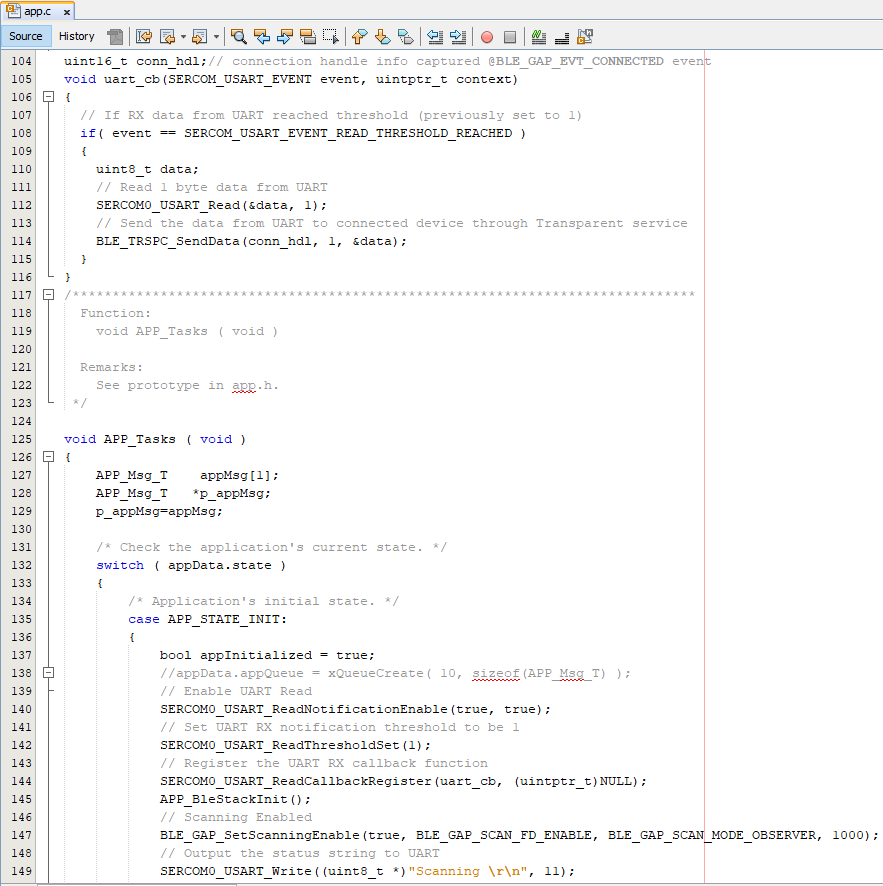 app.c x
Source History
104 uint16_t conn_hdl;// connection handle info captured @BLE_GAP_EVT_CONNECTED event
105 void uart_cb(SERCOM_USART_EVENT event, uintptr_t context)
106 {
107 // If RX data from UART reached threshold (previously set to 1)
108 if( event == SERCOM_USART_EVENT_READ_THRESHOLD_REACHED )
109 {
110 uint8_t data;
111 // Read 1 byte data from UART
112 SERCOM0_USART_Read(&data, 1);
113 // Send the data from UART to connected device through Transparent service
114 BLE_TRSPC_SendData(conn_hdl, 1, &data);
115 }
116 }
117 /******************************************************************************
118 Function:
119 void APP_Tasks ( void )
120
121 Remarks:
122 See prototype in app.h.
123 */
124
125 void APP_Tasks ( void )
126 {
127 APP_Msg_T appMsg[1];
128 APP_Msg_T *p_appMsg;
129 p_appMsg=appMsg;
130
131 /* Check the application's current state. */
132 switch ( appData.state )
133 {
134 /* Application's initial state. */
135 case APP_STATE_INIT:
136 {
137 bool appInitialized = true;
138 //appData.appQueue = xQueueCreate( 10, sizeof(APP_Msg_T) );
139 // Enable UART Read
140 SERCOM0_USART_ReadNotificationEnable(true, true);
141 // Set UART RX notification threshold to be 1
142 SERCOM0_USART_ReadThresholdSet(1);
143 // Register the UART RX callback function
144 SERCOM0_USART_ReadCallbackRegister(uart_cb, (uintptr_t)NULL);
145 APP_BleStackInit();
146 // Scanning Enabled
147 BLE_GAP_SetScanningEnable(true, BLE_GAP_SCAN_FD_ENABLE, BLE_GAP_SCAN_MODE_OBSERVER, 1000);
148 // Output the status string to UART
149 SERCOM0_USART_Write((uint8_t *)"Scanning \r\n", 11);